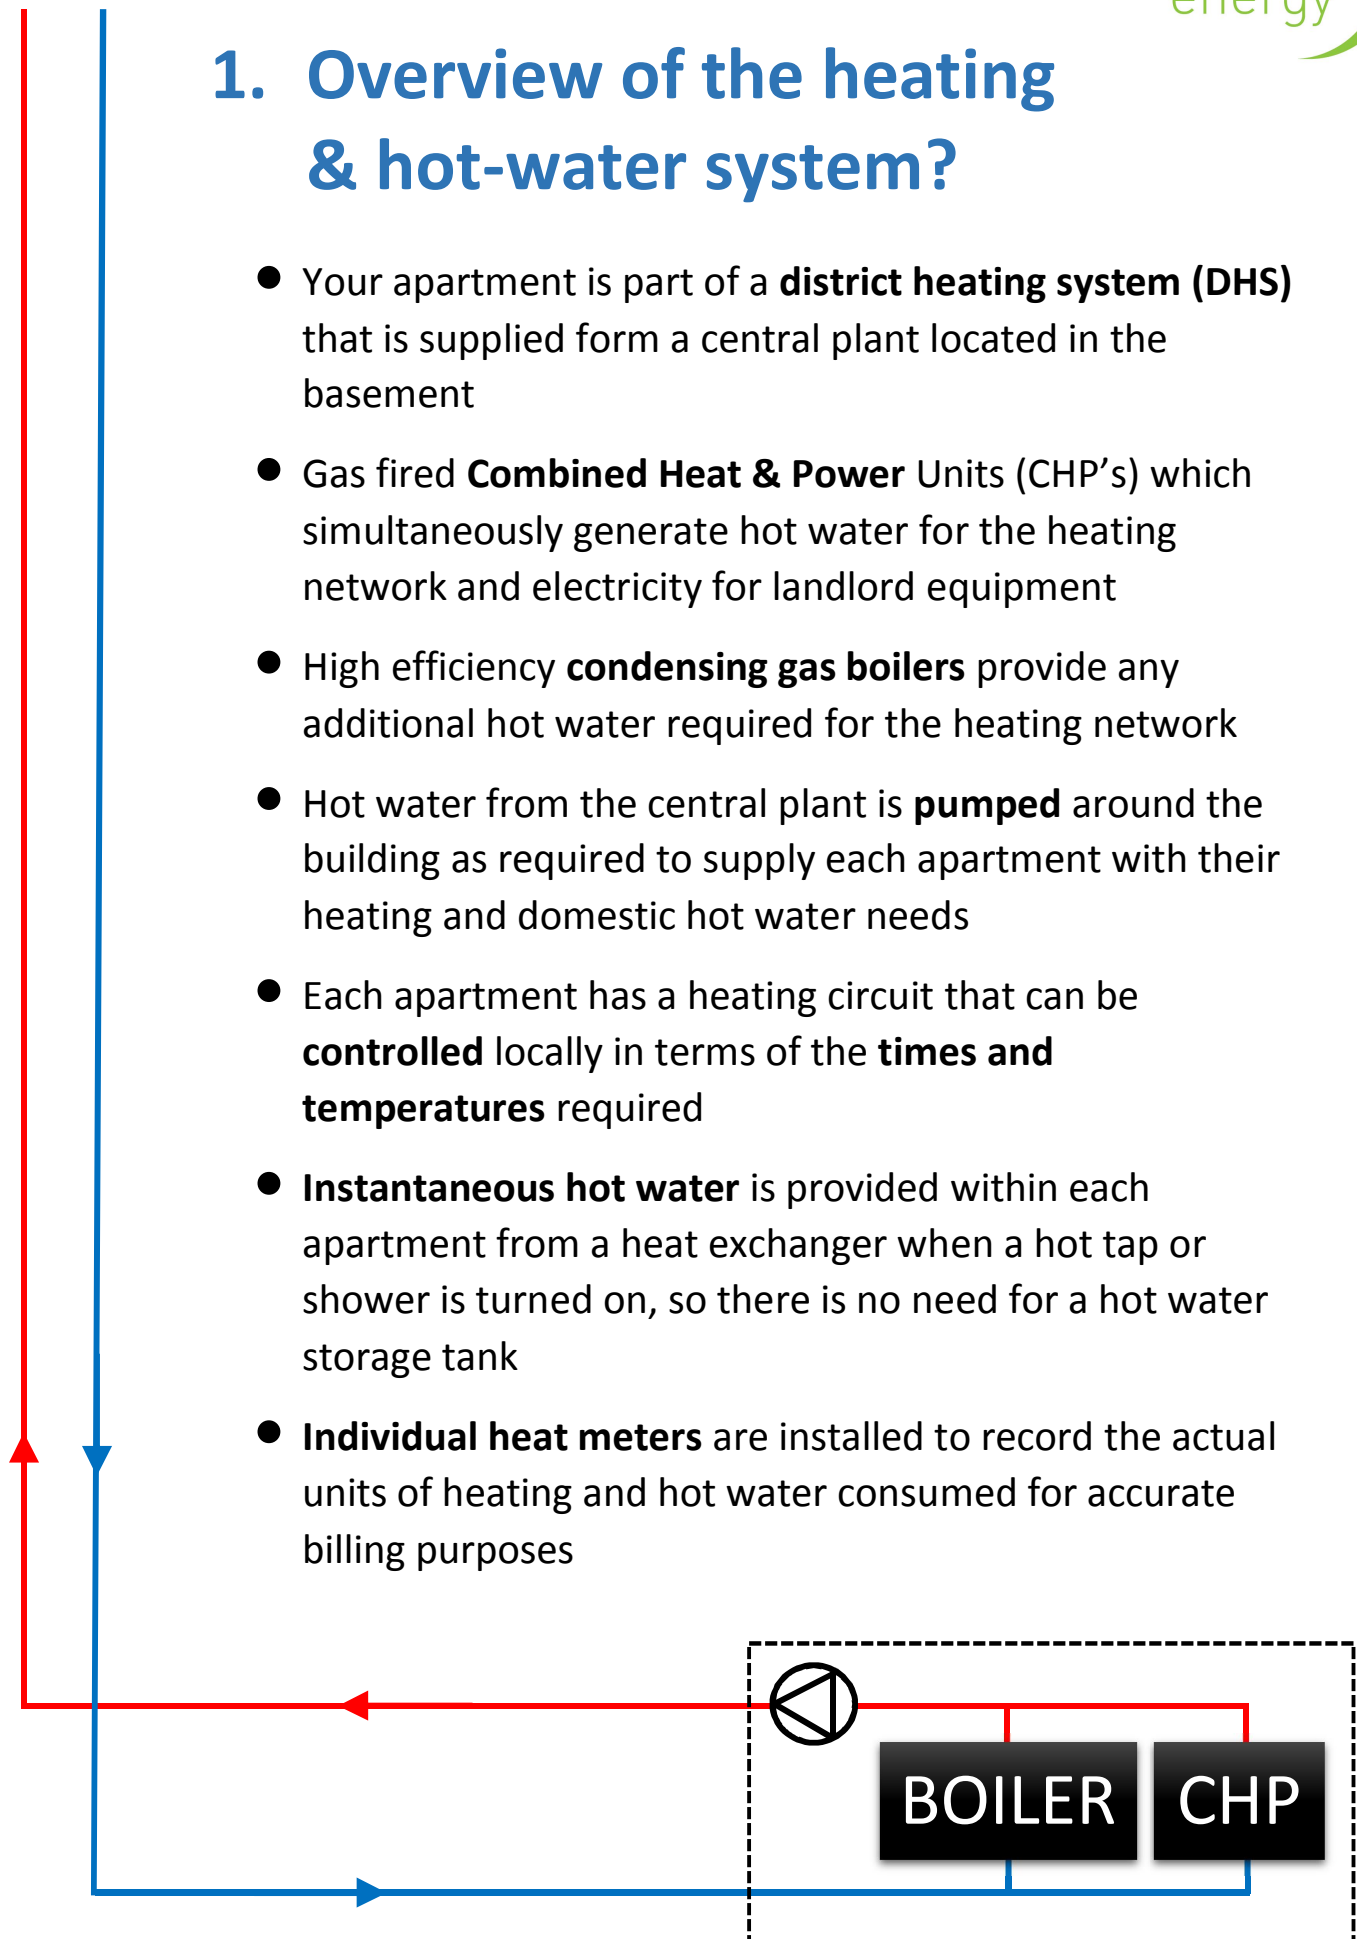 energy
1. Overview of the heating
& hot-water system?
● Your apartment is part of a district heating system (DHS)
that is supplied form a central plant located in the
basement
● Gas fired Combined Heat & Power Units (CHP’s) which
simultaneously generate hot water for the heating
network and electricity for landlord equipment
● High efficiency condensing gas boilers provide any
additional hot water required for the heating network
● Hot water from the central plant is pumped around the
building as required to supply each apartment with their
heating and domestic hot water needs
● Each apartment has a heating circuit that can be
controlled locally in terms of the times and
temperatures required
● Instantaneous hot water is provided within each
apartment from a heat exchanger when a hot tap or
shower is turned on, so there is no need for a hot water
storage tank
● Individual heat meters are installed to record the actual
units of heating and hot water consumed for accurate
billing purposes
BOILER CHP